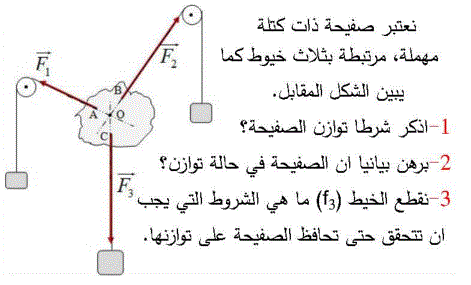 نعتبر صفيحة ذات كتلة
مهملة، مرتبطة بثلاث خيوط كما
يبين الشكل المقابل.
1-اذكر شرطا توازن الصفيحة؟
2-برهن بيانيا ان الصفيحة في حالة توازن؟
3-نقطع الخيط (f3) ما هي الشروط التي يجب
ان تتحقق حتى تحافظ الصفيحة على توازنها.
F₁
F₂
B
A
O
C
F₃